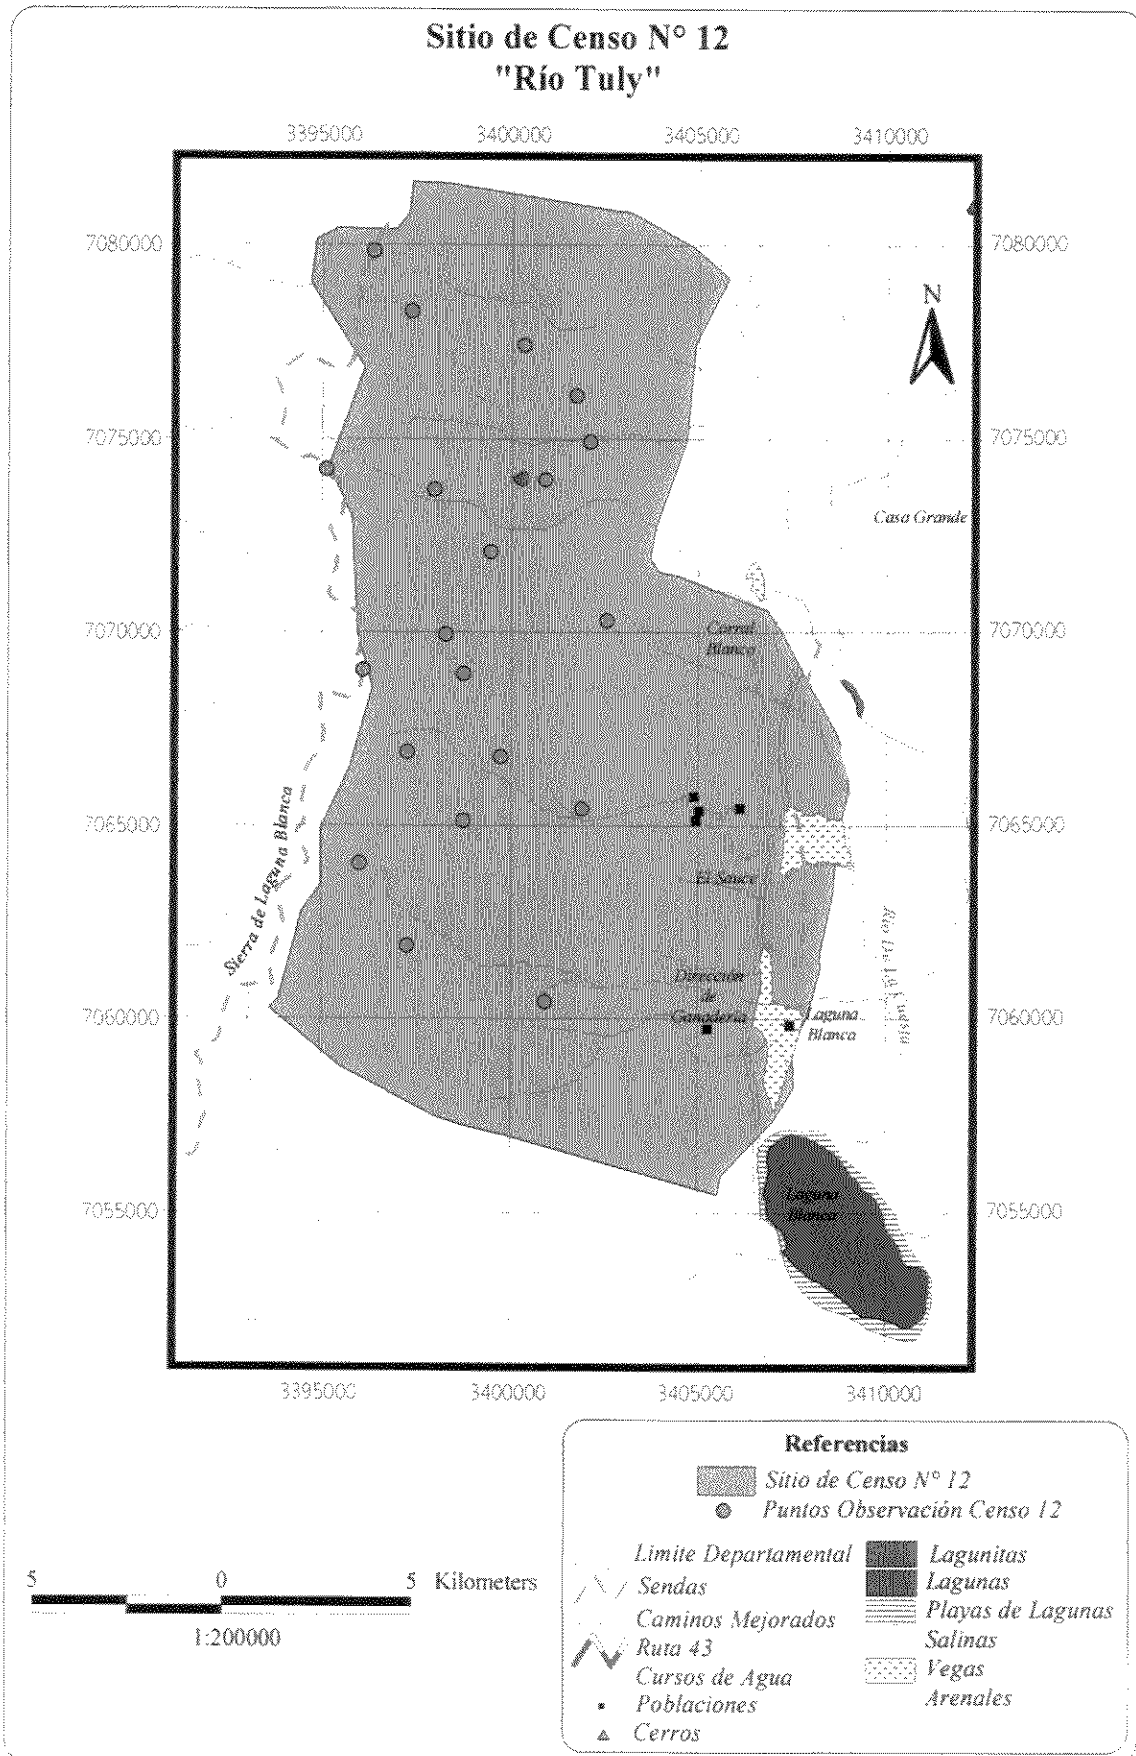 Sitio de Censo N° 12
"Río Tuly"
3395000 3400000 3405000 3410000
7080000 7080000
N
7075000 7075000
Casa Grande
7070000 7070000
Corral
Blanco
Sierra de Laguna Blanca
7065000 7065000
El Sauce
Dirección
de
Ganadería
Laguna
Blanca
7060000 7060000
Laguna
Blanca
7055000 7055000
3395000 3400000 3405000 3410000
Referencias
Sitio de Censo N° 12
Puntos Observación Censo 12
Limite Departamental
Sendas
Caminos Mejorados
Ruta 43
Cursos de Agua
Poblaciones
Cerros
Lagunitas
Lagunas
Playas de Lagunas
Salinas
Vegas
Arenales
5 0 5 Kilometers
1:200000